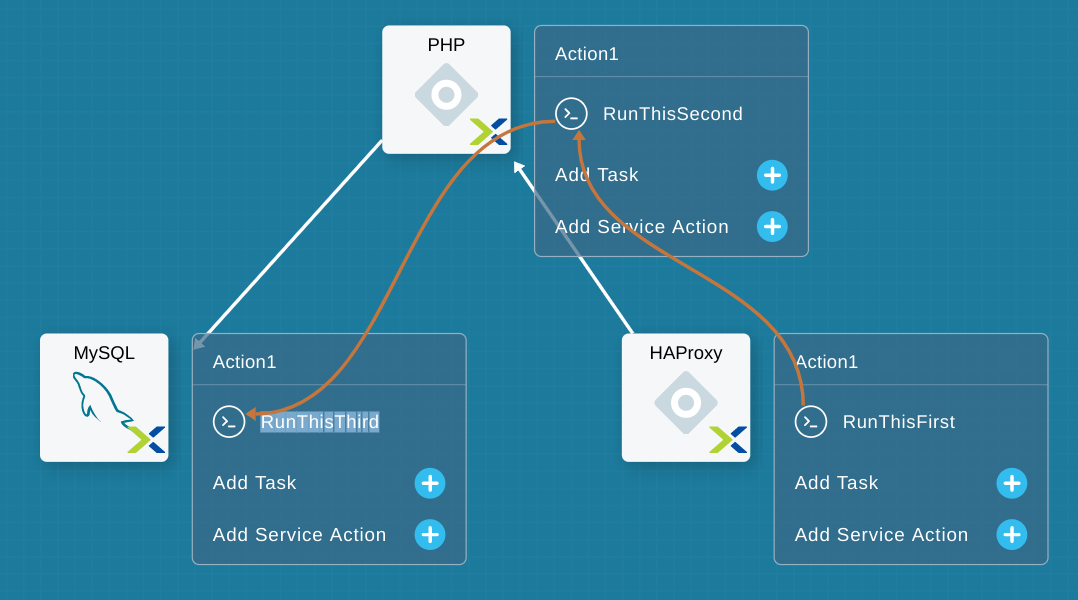 PHP
Action1
RunThisSecond
Add Task
Add Service Action
MySQL
Action1
RunThisThird
Add Task
Add Service Action
HAProxy
Action1
RunThisFirst
Add Task
Add Service Action